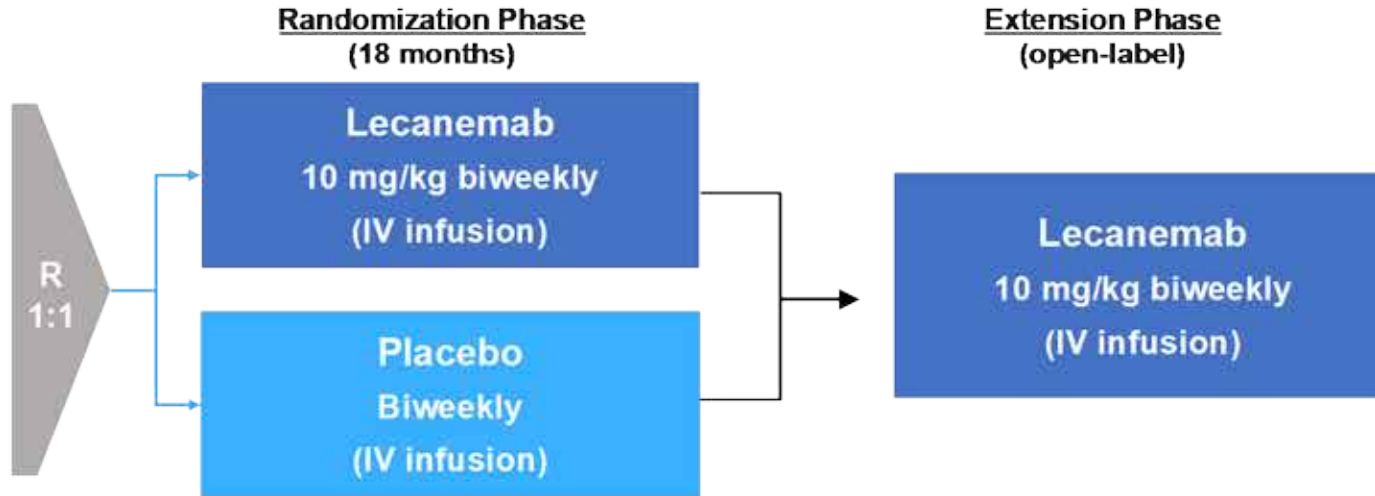 Randomization Phase
(18 months)
Extension Phase
(open-label)
R
1:1
Lecanemab
10 mg/kg biweekly
(IV infusion)
Placebo
Biweekly
(IV infusion)
Lecanemab
10 mg/kg biweekly
(IV infusion)